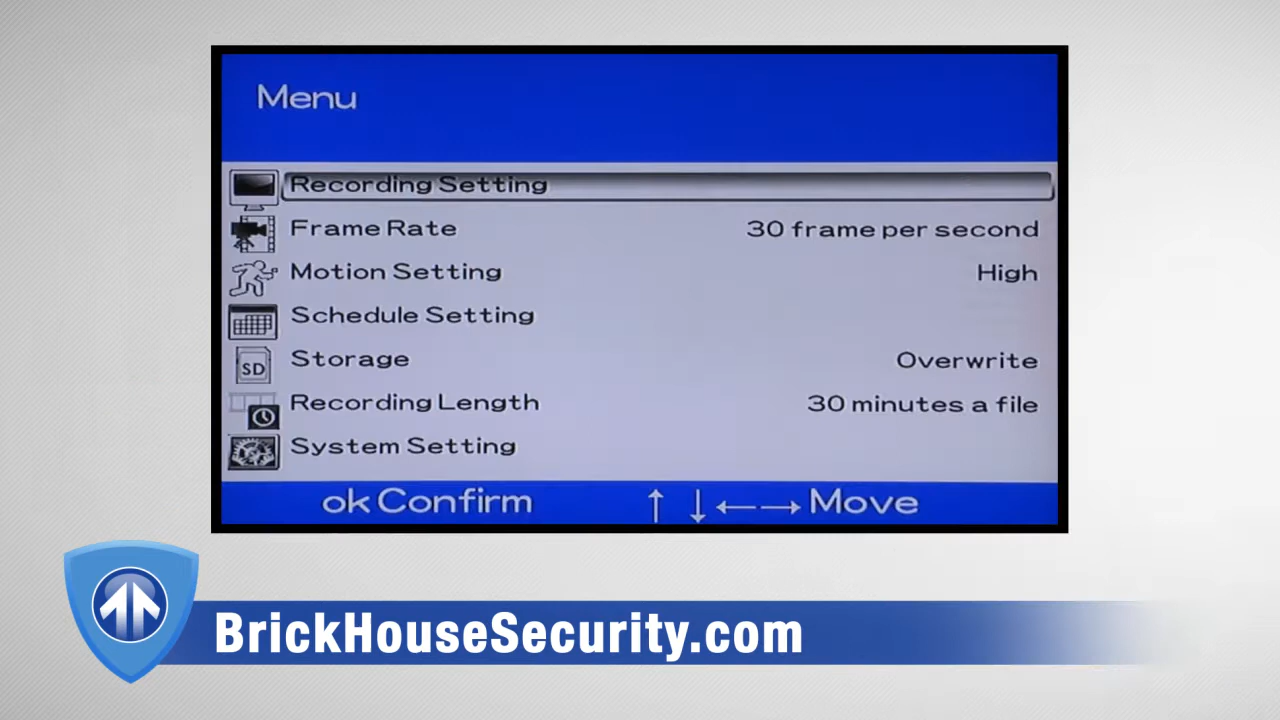 Menu
Recording Setting
Frame Rate 30 frame per second
Motion Setting High
Schedule Setting
SD
Storage Overwrite
Recording Length 30 minutes a file
System Setting
ok Confirm ↑ ↓ ← → Move
BrickHouseSecurity.com